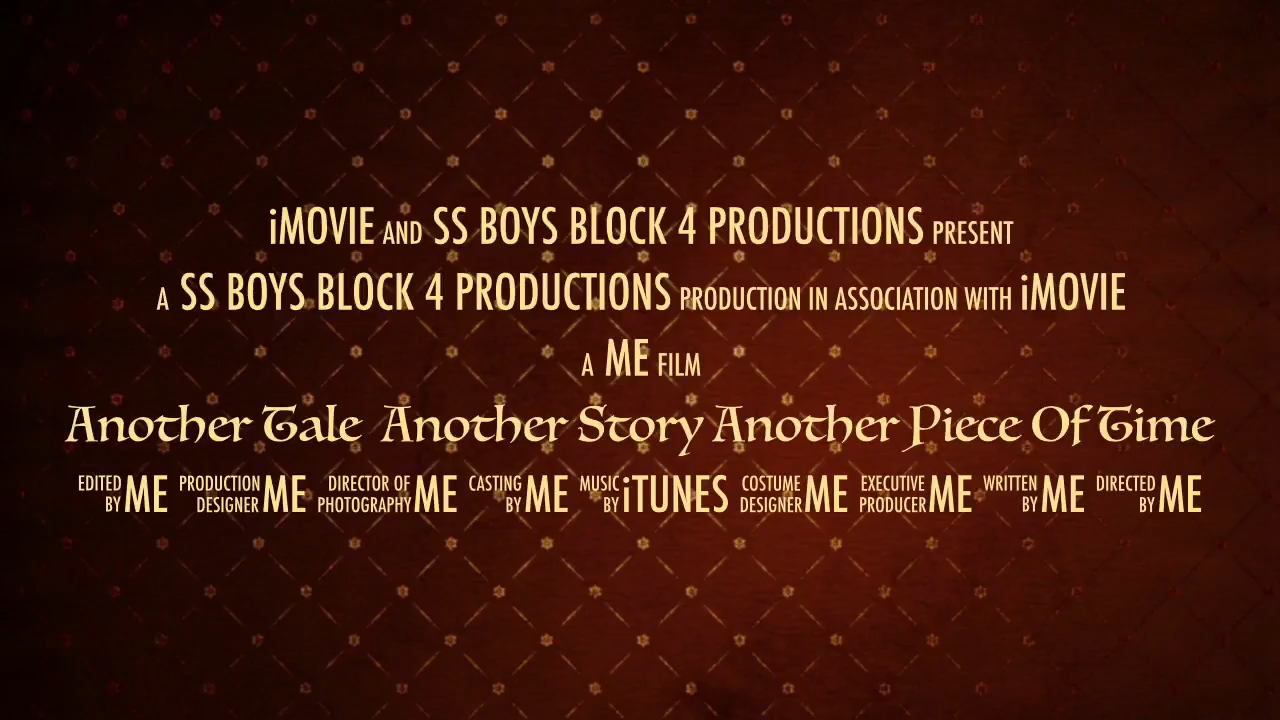 iMOVIE AND SS BOYS BLOCK 4 PRODUCTIONS PRESENT
A SS BOYS BLOCK 4 PRODUCTIONS PRODUCTION IN ASSOCIATION WITH iMOVIE
A ME FILM
Another Tale Another Story Another Piece Of Time
EDITED BY ME PRODUCTION DESIGNER ME DIRECTOR OF PHOTOGRAPHY ME CASTING BY ME MUSIC BY iTUNES COSTUME DESIGNER ME EXECUTIVE PRODUCER ME WRITTEN BY ME DIRECTED BY ME